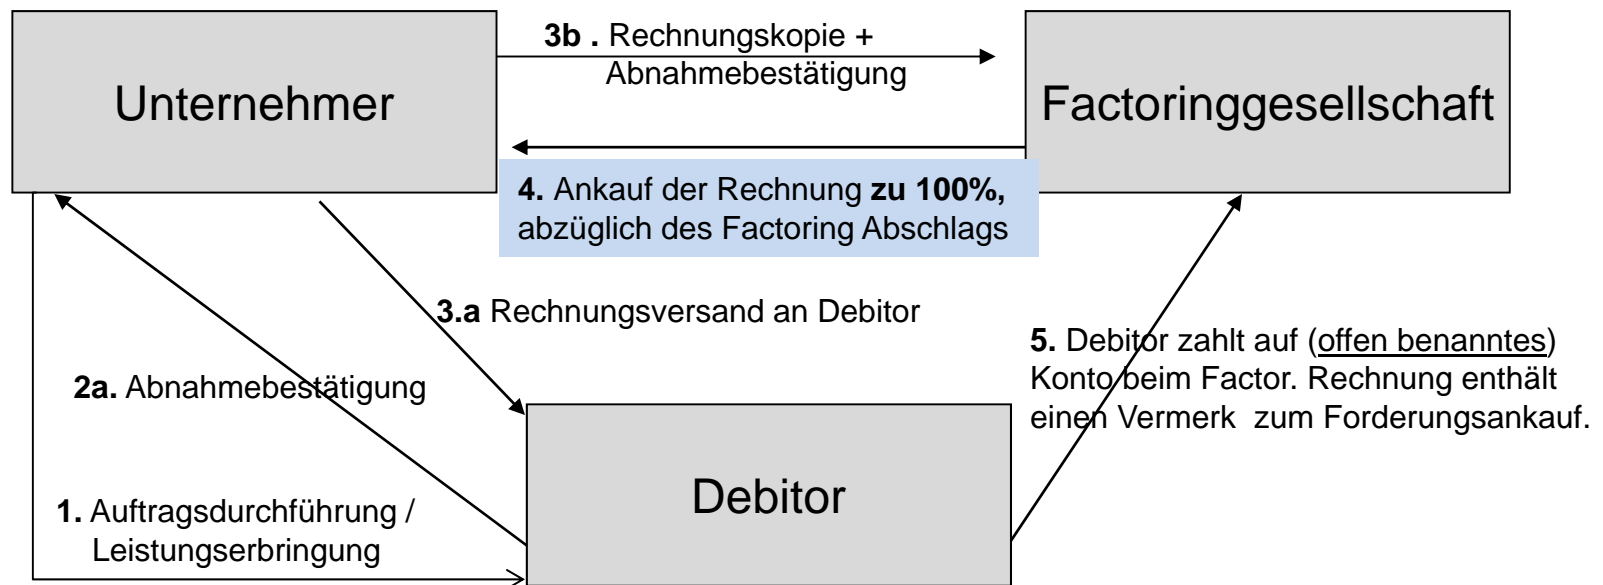 3b . Rechnungskopie +
Abnahmebestätigung
Unternehmer
Factoringgesellschaft
4. Ankauf der Rechnung zu 100%,
abzüglich des Factoring Abschlags
3.a Rechnungsversand an Debitor
5. Debitor zahlt auf (offen benanntes)
Konto beim Factor. Rechnung enthält
einen Vermerk zum Forderungsankauf.
2a. Abnahmebestätigung
Debitor
1. Auftragsdurchführung /
Leistungserbringung